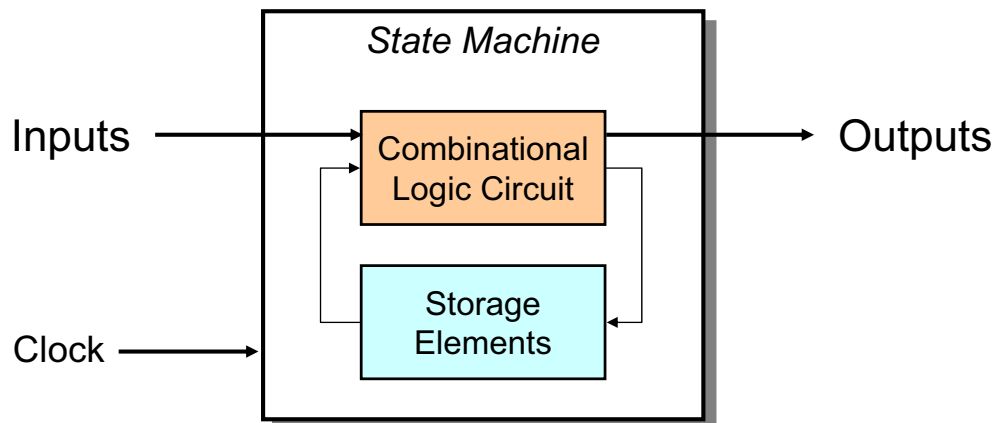 State Machine
Inputs
Combinational
Logic Circuit
Outputs
Storage
Elements
Clock